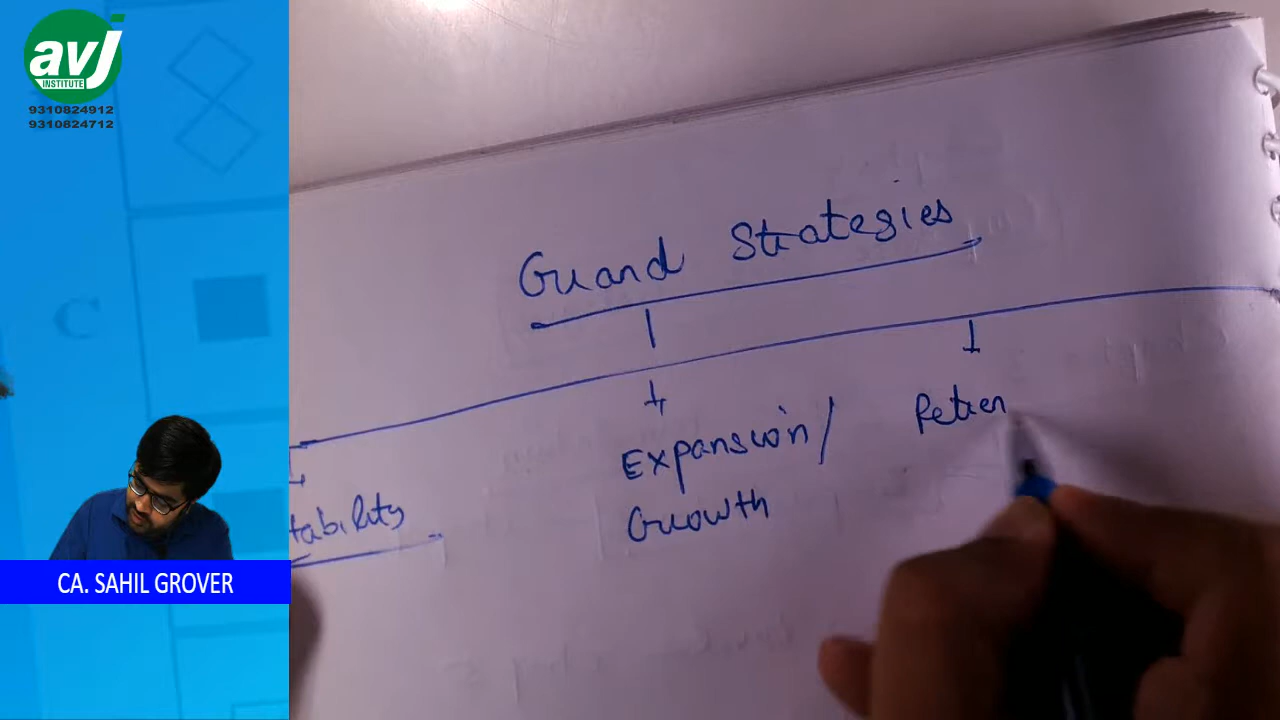 avj
INSTITUTE
9310824912
9310824712
C
Grand Strategies
tability
Expansion/
Growth
Retren
CA. SAHIL GROVER